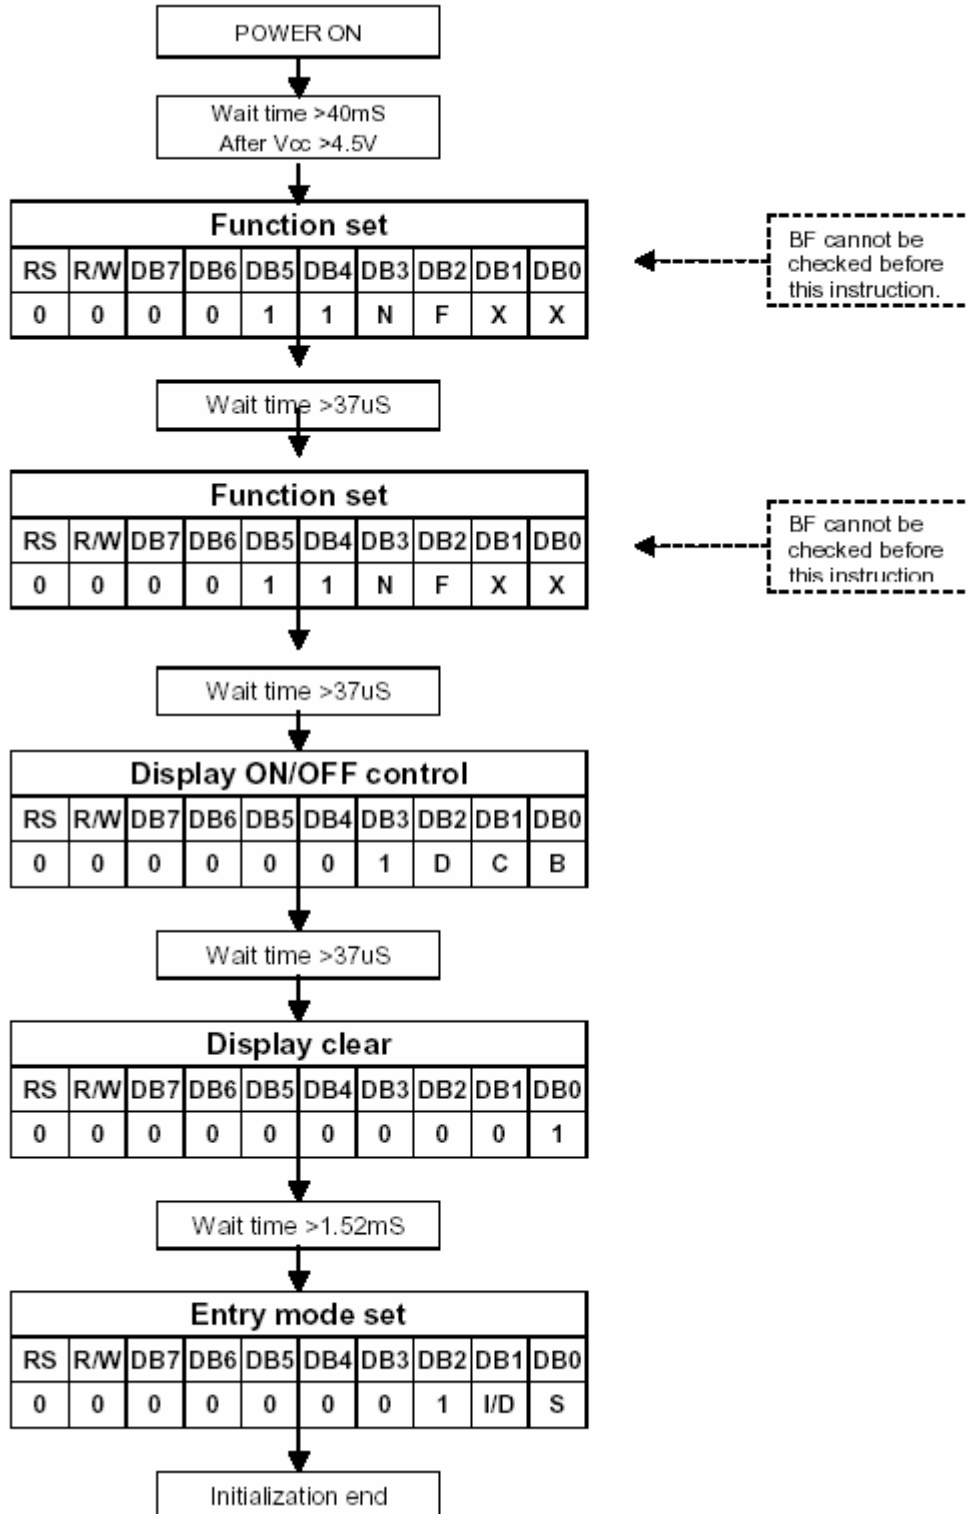 POWER ON
Wait time >40mS
After Vcc >4.5V
Function set
RS R/W DB7 DB6 DB5 DB4 DB3 DB2 DB1 DB0
0 0 0 0 1 1 N F X X
BF cannot be
checked before
this instruction.
Wait time >37uS
Function set
RS R/W DB7 DB6 DB5 DB4 DB3 DB2 DB1 DB0
0 0 0 0 1 1 N F X X
BF cannot be
checked before
this instruction
Wait time >37uS
Display ON/OFF control
RS R/W DB7 DB6 DB5 DB4 DB3 DB2 DB1 DB0
0 0 0 0 0 0 1 D C B
Wait time >37uS
Display clear
RS R/W DB7 DB6 DB5 DB4 DB3 DB2 DB1 DB0
0 0 0 0 0 0 0 0 0 1
Wait time >1.52mS
Entry mode set
RS R/W DB7 DB6 DB5 DB4 DB3 DB2 DB1 DB0
0 0 0 0 0 0 0 1 I/D S
Initialization end